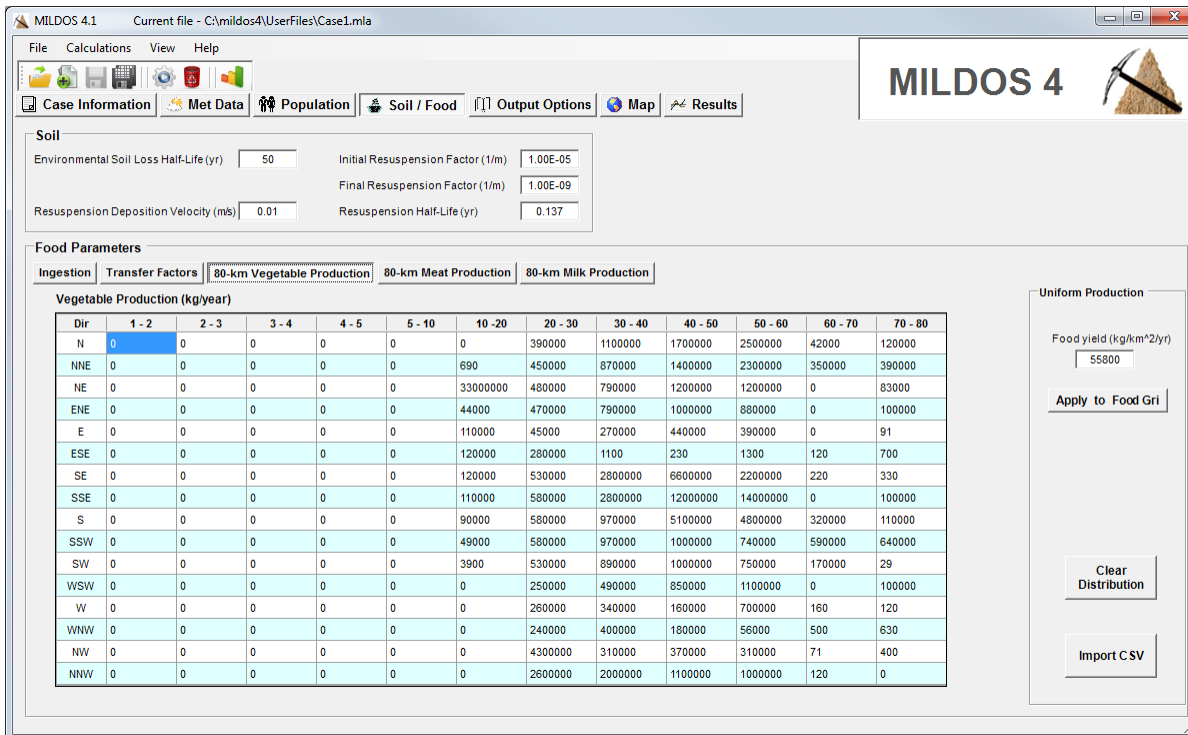 MILDOS 4.1 Current file - C:\mildos4\UserFiles\Case1.mla
File Calculations View Help
MILDOS 4
Case Information Met Data Population Soil / Food Output Options Map Results
Soil
Environmental Soil Loss Half-Life (yr) 50 Initial Resuspension Factor (1/m) 1.00E-05
Final Resuspension Factor (1/m) 1.00E-09
Resuspension Deposition Velocity (m/s) 0.01 Resuspension Half-Life (yr) 0.137
Food Parameters
Ingestion Transfer Factors 80-km Vegetable Production 80-km Meat Production 80-km Milk Production
Vegetable Production (kg/year)
Dir 1 - 2 2 - 3 3 - 4 4 - 5 5 - 10 10 -20 20 - 30 30 - 40 40 - 50 50 - 60 60 - 70 70 - 80
N 0 0 0 0 0 0 390000 1100000 1700000 2500000 42000 120000
NNE 0 0 0 0 0 690 450000 870000 1400000 2300000 350000 390000
NE 0 0 0 0 0 33000000 480000 790000 1200000 1200000 0 83000
ENE 0 0 0 0 0 44000 470000 790000 1000000 880000 0 100000
E 0 0 0 0 0 110000 45000 270000 440000 390000 0 91
ESE 0 0 0 0 0 120000 280000 1100 230 1300 120 700
SE 0 0 0 0 0 120000 530000 2800000 6600000 2200000 220 330
SSE 0 0 0 0 0 110000 580000 2800000 12000000 14000000 0 100000
S 0 0 0 0 0 90000 580000 970000 5100000 4800000 320000 110000
SSW 0 0 0 0 0 49000 580000 970000 1000000 740000 590000 640000
SW 0 0 0 0 0 3900 530000 890000 1000000 750000 170000 29
WSW 0 0 0 0 0 0 250000 490000 850000 1100000 0 100000
W 0 0 0 0 0 0 260000 340000 160000 700000 160 120
WNW 0 0 0 0 0 0 240000 400000 180000 56000 500 630
NW 0 0 0 0 0 0 4300000 310000 370000 310000 71 400
NNW 0 0 0 0 0 0 2600000 2000000 1100000 1000000 120 0
Uniform Production
Food yield (kg/km^2/yr)
55800
Apply to Food Gri
Clear
Distribution
Import CSV